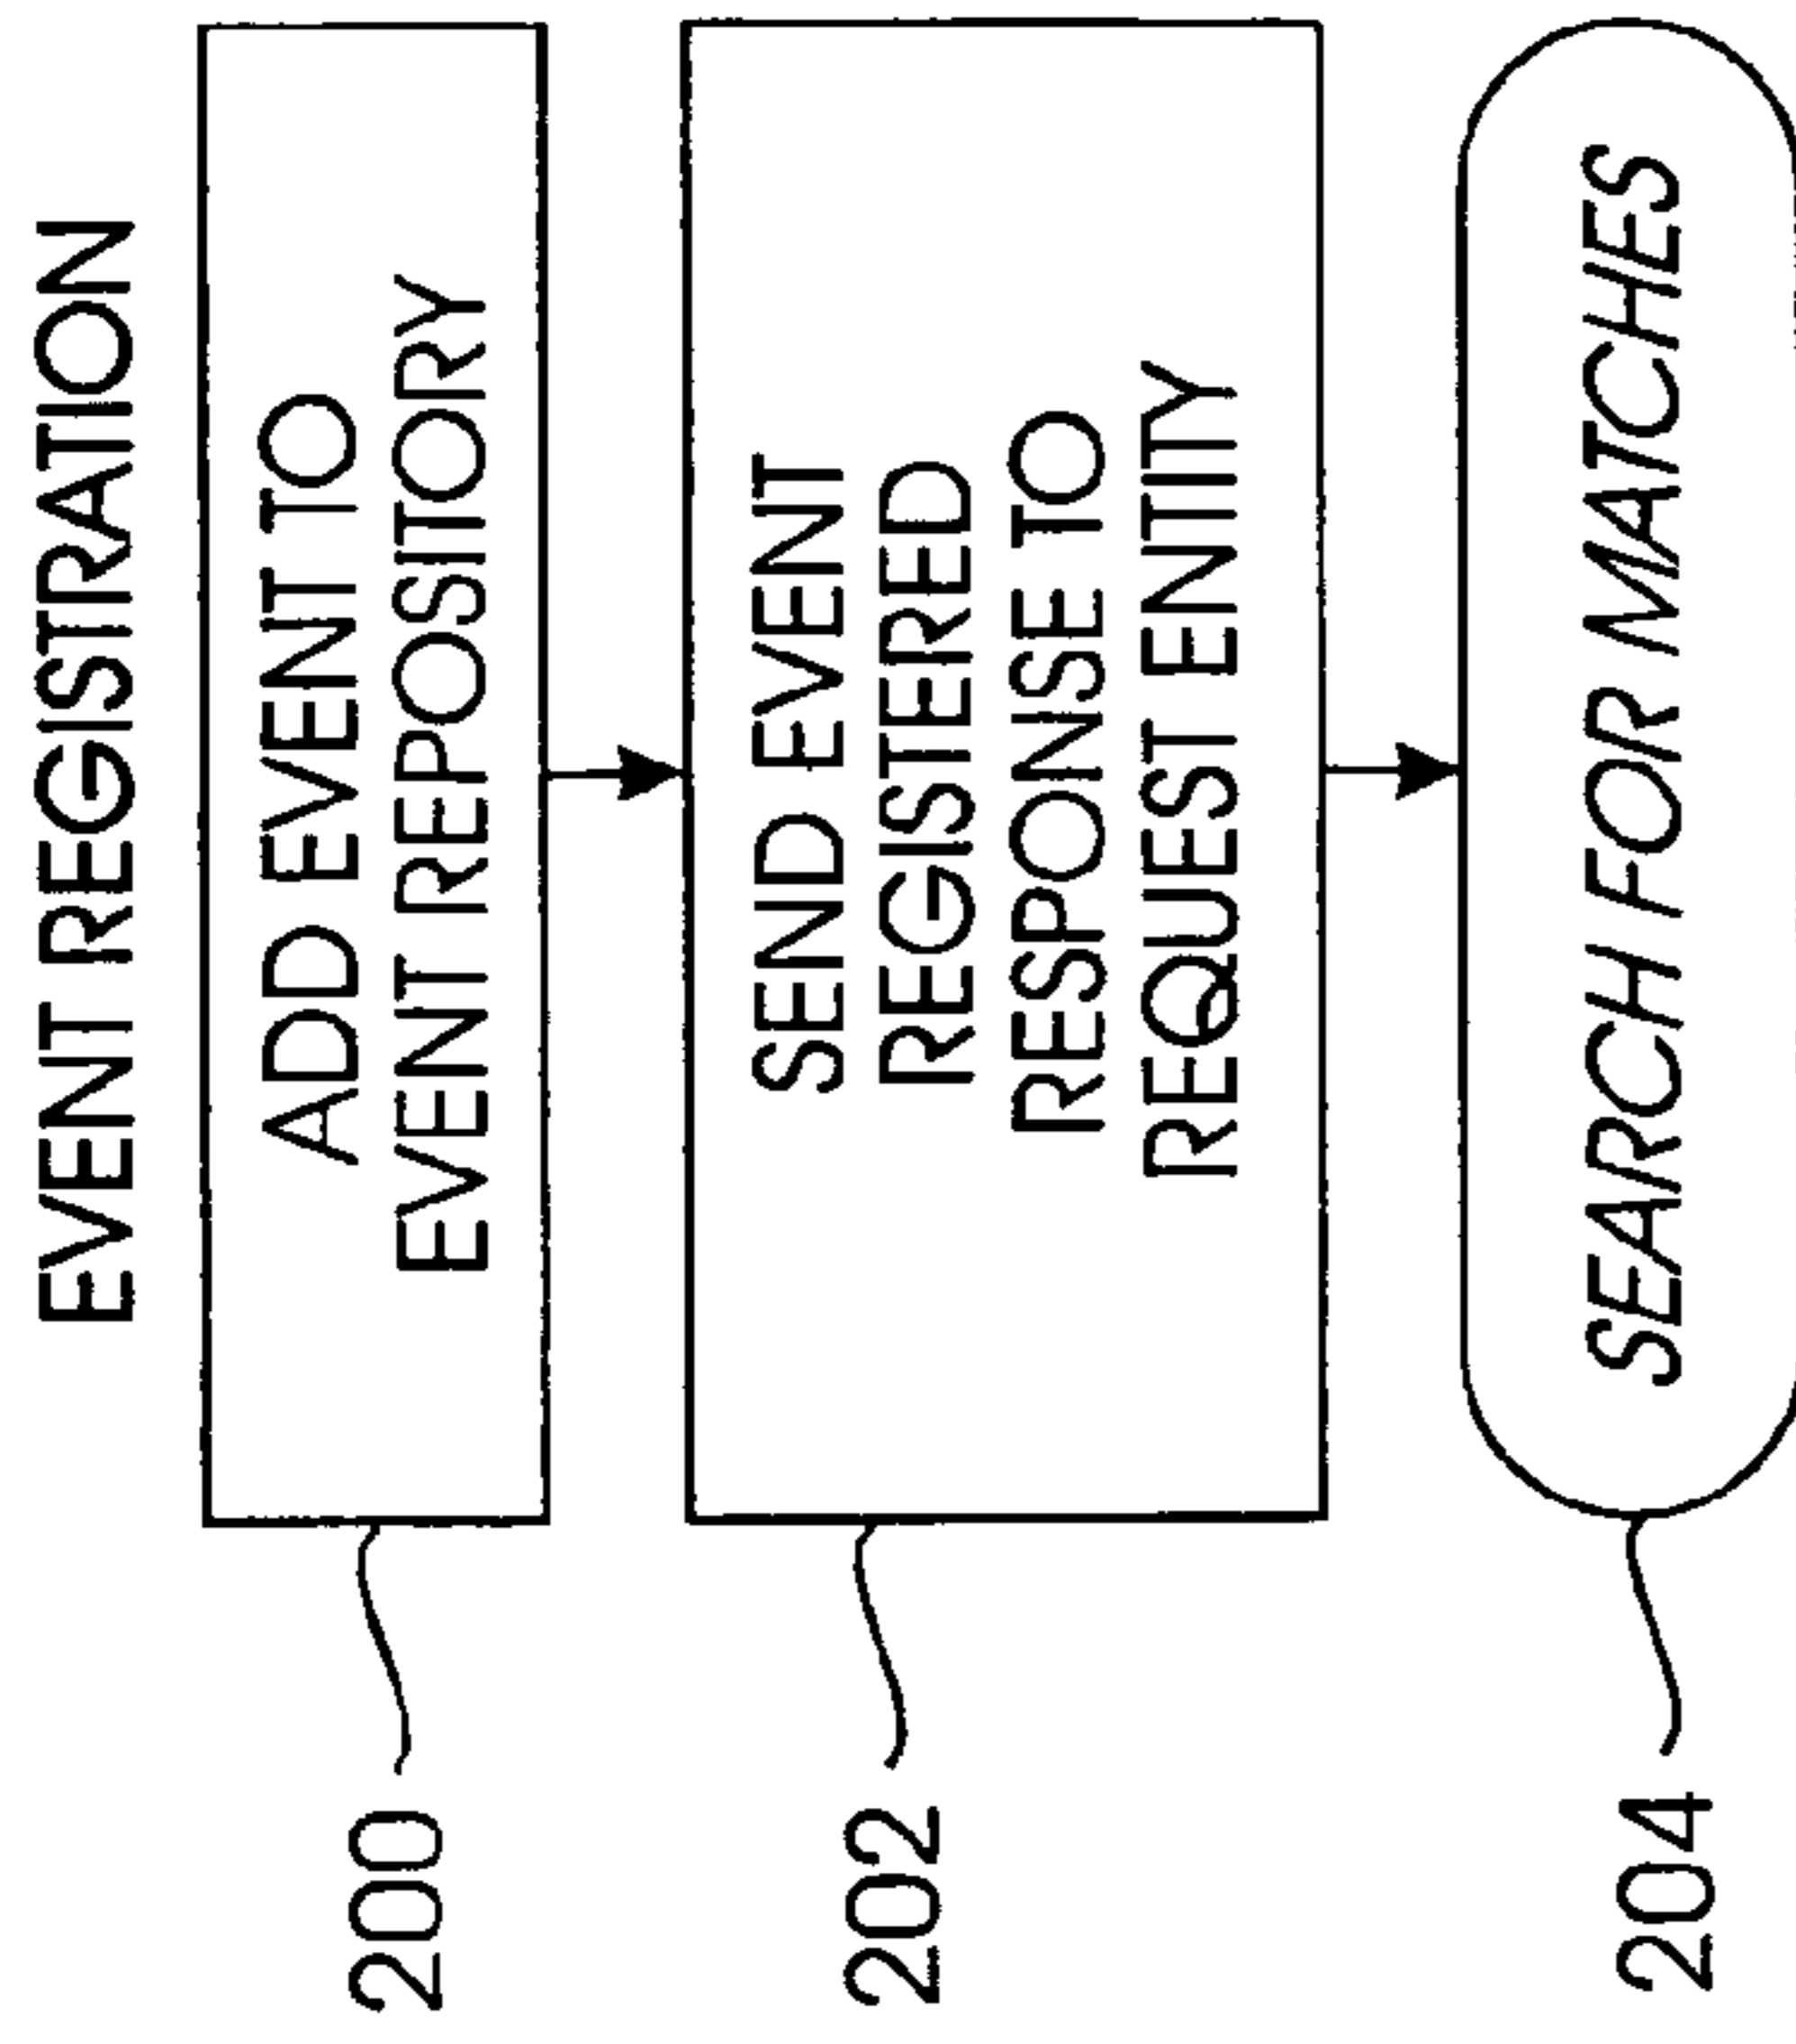 EVENT REGISTRATION
200
ADD EVENT TO
EVENT REPOSITORY
202
SEND EVENT
REGISTERED
RESPONSE TO
REQUEST ENTITY
204
SEARCH FOR MATCHES